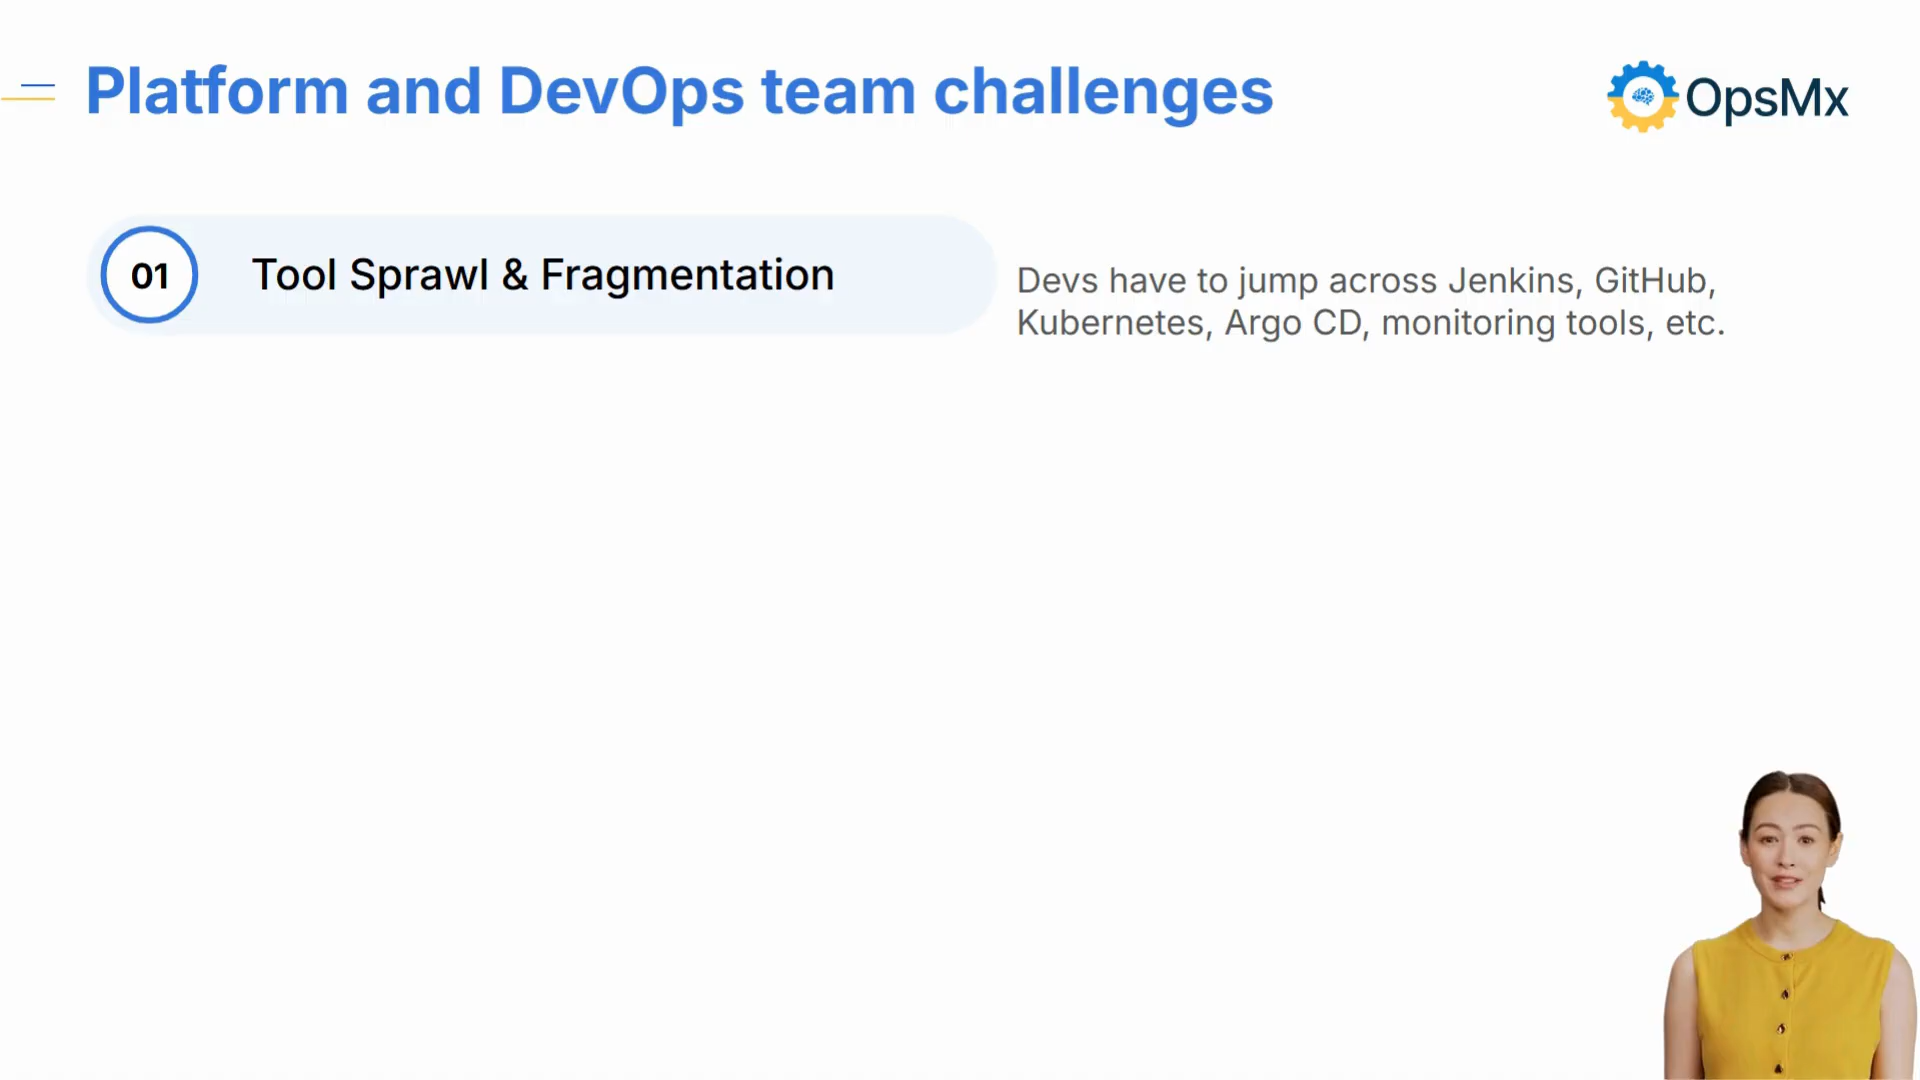 Platform and DevOps team challenges
OpsMx
01
Tool Sprawl & Fragmentation
Devs have to jump across Jenkins, GitHub,
Kubernetes, Argo CD, monitoring tools, etc.